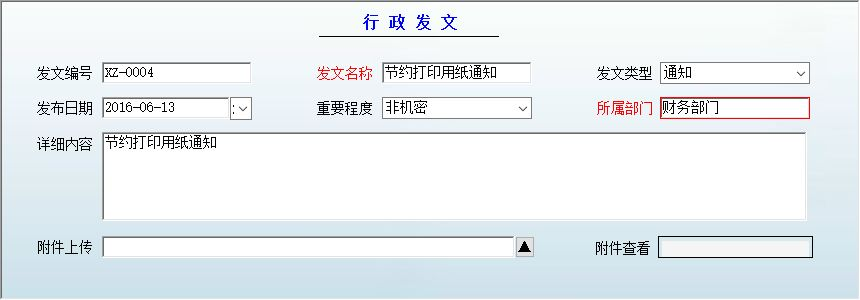 行政发文
发文编号 XZ-0004 发文名称 节约打印用纸通知 发文类型 通知
发布日期 2016-06-13 重要程度 非机密 所属部门 财务部门
详细内容 节约打印用纸通知
附件上传 附件查看